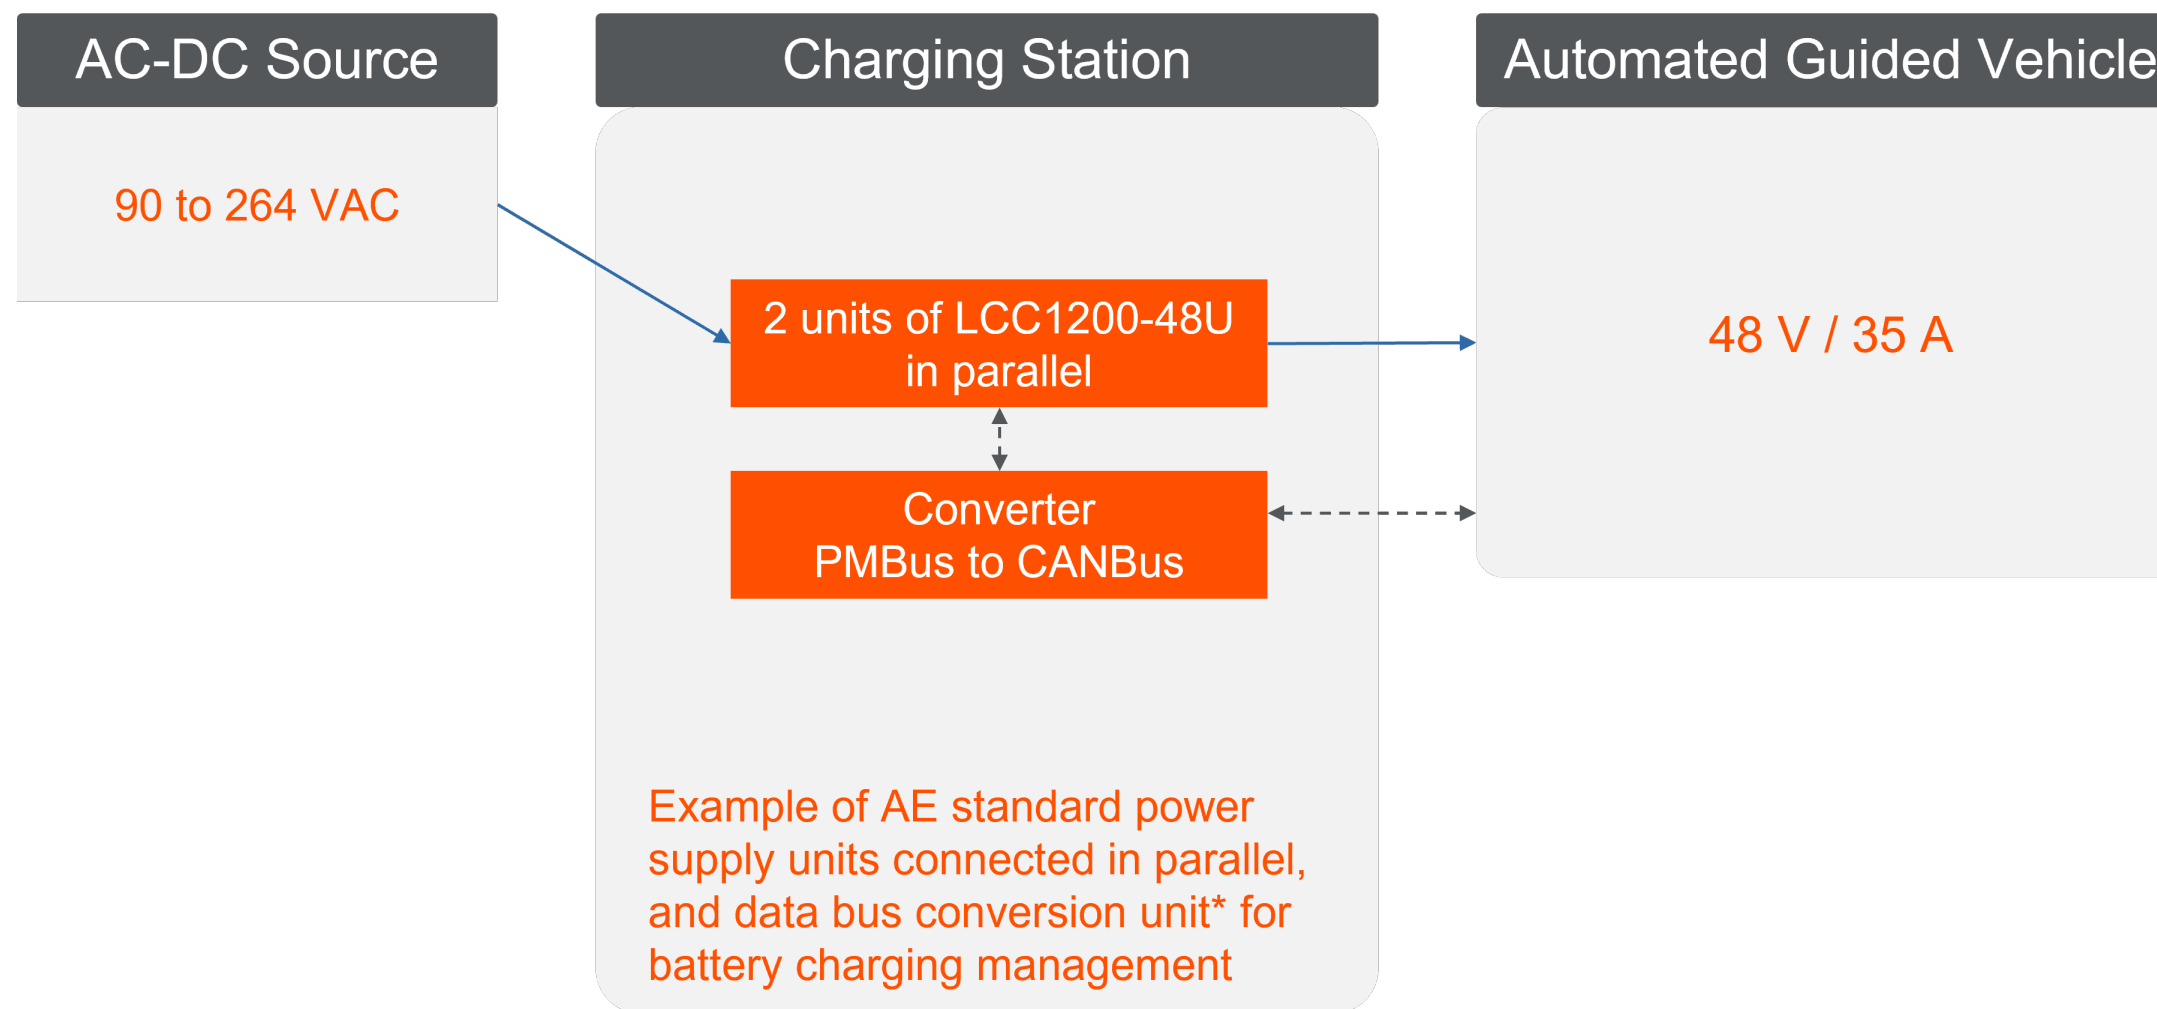 AC-DC Source
90 to 264 VAC
Charging Station
2 units of LCC1200-48U
in parallel
Converter
PMBus to CANBus
Example of AE standard power
supply units connected in parallel,
and data bus conversion unit* for
battery charging management
Automated Guided Vehicle
48 V / 35 A